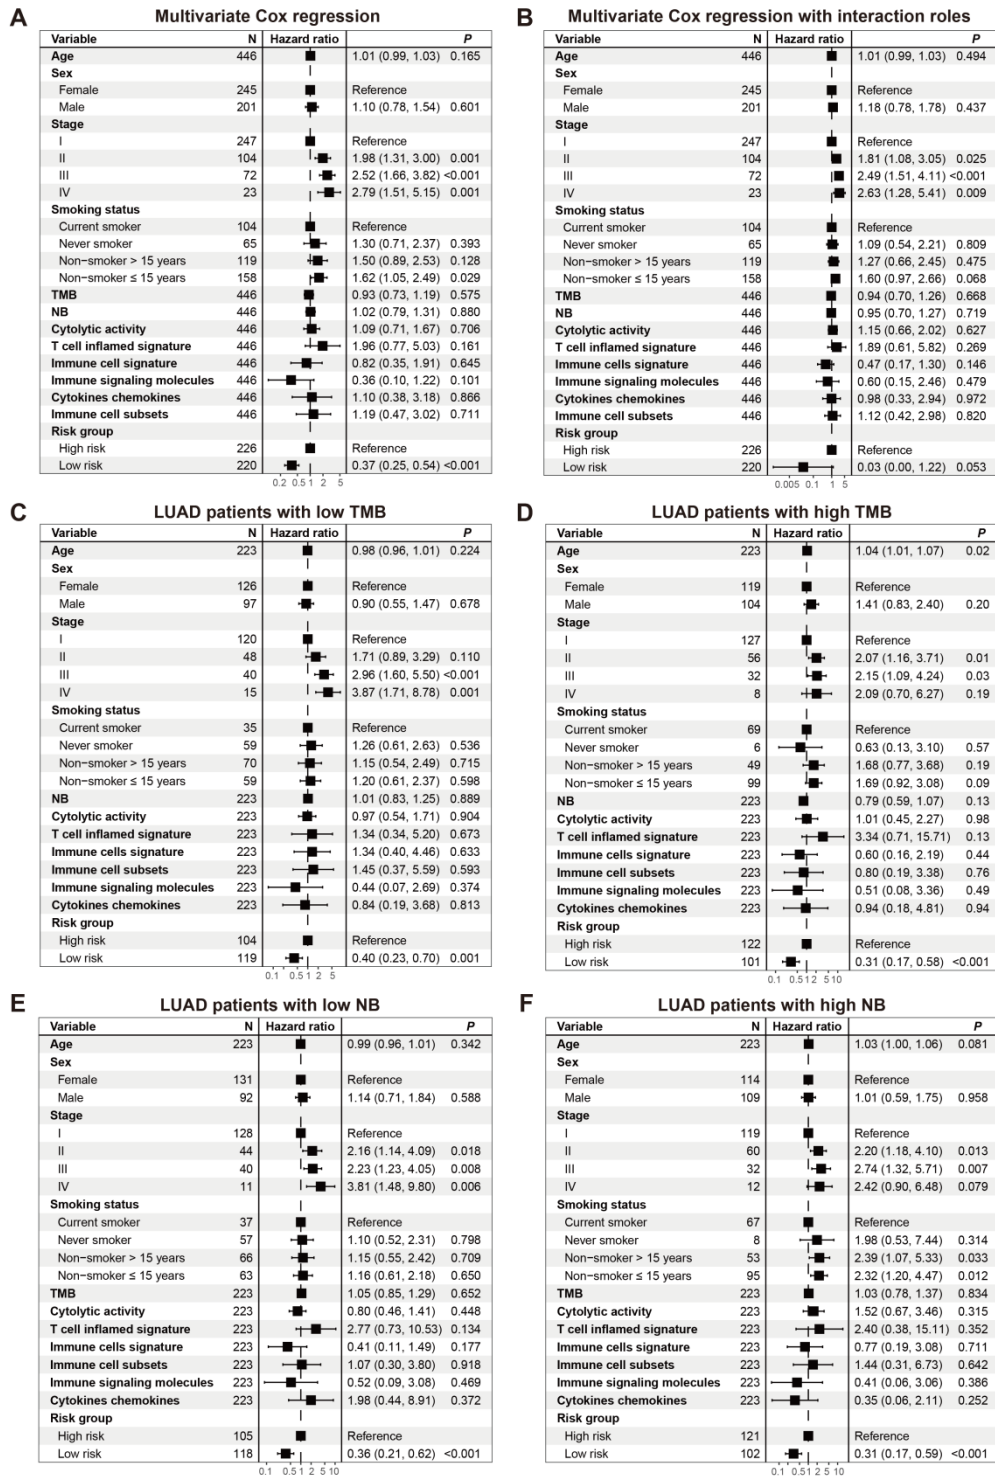 A Multivariate Cox regression
Variable N Hazard ratio P
Age 446 1.01 (0.99, 1.03) 0.165
Sex
Female 245 Reference
Male 201 1.10 (0.78, 1.54) 0.601
Stage
I 247 Reference
II 104 1.98 (1.31, 3.00) 0.001
III 72 2.52 (1.66, 3.82) <0.001
IV 23 2.79 (1.51, 5.15) 0.001
Smoking status
Current smoker 104 Reference
Never smoker 65 1.30 (0.71, 2.37) 0.393
Non−smoker > 15 years 119 1.50 (0.89, 2.53) 0.128
Non−smoker ≤ 15 years 158 1.62 (1.05, 2.49) 0.029
TMB 446 0.93 (0.73, 1.19) 0.575
NB 446 1.02 (0.79, 1.31) 0.880
Cytolytic activity 446 1.09 (0.71, 1.67) 0.706
T cell inflamed signature 446 1.96 (0.77, 5.03) 0.161
Immune cell signature 446 0.82 (0.35, 1.91) 0.645
Immune signaling molecules 446 0.36 (0.10, 1.22) 0.101
Cytokines chemokines 446 1.10 (0.38, 3.18) 0.866
Immune cell subsets 446 1.19 (0.47, 3.02) 0.711
Risk group
High risk 226 Reference
Low risk 220 0.37 (0.25, 0.54) <0.001
0.2 0.5 1 2 5
B Multivariate Cox regression with interaction roles
Variable N Hazard ratio P
Age 446 1.01 (0.99, 1.03) 0.494
Sex
Female 245 Reference
Male 201 1.18 (0.78, 1.78) 0.437
Stage
I 247 Reference
II 104 1.81 (1.08, 3.05) 0.025
III 72 2.49 (1.51, 4.11) <0.001
IV 23 2.63 (1.28, 5.41) 0.009
Smoking status
Current smoker 104 Reference
Never smoker 65 1.09 (0.54, 2.21) 0.809
Non−smoker > 15 years 119 1.27 (0.66, 2.45) 0.475
Non−smoker ≤ 15 years 158 1.60 (0.97, 2.66) 0.068
TMB 446 0.94 (0.70, 1.26) 0.668
NB 446 0.95 (0.70, 1.27) 0.719
Cytolytic activity 446 1.15 (0.66, 2.02) 0.627
T cell inflamed signature 446 1.89 (0.61, 5.82) 0.269
Immune cells signature 446 0.47 (0.17, 1.30) 0.146
Immune signaling molecules 446 0.60 (0.15, 2.46) 0.479
Cytokines chemokines 446 0.98 (0.33, 2.94) 0.972
Immune cell subsets 446 1.12 (0.42, 2.98) 0.820
Risk group
High risk 226 Reference
Low risk 220 0.03 (0.00, 1.22) 0.053
0.005 0.1 1 5
C LUAD patients with low TMB
Variable N Hazard ratio P
Age 223 0.98 (0.96, 1.01) 0.224
Sex
Female 126 Reference
Male 97 0.90 (0.55, 1.47) 0.678
Stage
I 120 Reference
II 48 1.71 (0.89, 3.29) 0.110
III 40 2.96 (1.60, 5.50) <0.001
IV 15 3.87 (1.71, 8.78) 0.001
Smoking status
Current smoker 35 Reference
Never smoker 59 1.26 (0.61, 2.63) 0.536
Non−smoker > 15 years 70 1.15 (0.54, 2.49) 0.715
Non−smoker ≤ 15 years 59 1.20 (0.61, 2.37) 0.598
NB 223 1.01 (0.83, 1.25) 0.889
Cytolytic activity 223 0.97 (0.54, 1.71) 0.904
T cell inflamed signature 223 1.34 (0.34, 5.20) 0.673
Immune cells signature 223 1.34 (0.40, 4.46) 0.633
Immune cell subsets 223 1.45 (0.37, 5.59) 0.593
Immune signaling molecules 223 0.44 (0.07, 2.69) 0.374
Cytokines chemokines 223 0.84 (0.19, 3.68) 0.813
Risk group
High risk 104 Reference
Low risk 119 0.40 (0.23, 0.70) 0.001
0.1 0.5 1 2 5
D LUAD patients with high TMB
Variable N Hazard ratio P
Age 223 1.04 (1.01, 1.07) 0.02
Sex
Female 119 Reference
Male 104 1.41 (0.83, 2.40) 0.20
Stage
I 127 Reference
II 56 2.07 (1.16, 3.71) 0.01
III 32 2.15 (1.09, 4.24) 0.03
IV 8 2.09 (0.70, 6.27) 0.19
Smoking status
Current smoker 69 Reference
Never smoker 6 0.63 (0.13, 3.10) 0.57
Non−smoker > 15 years 49 1.68 (0.77, 3.68) 0.19
Non−smoker ≤ 15 years 99 1.69 (0.92, 3.08) 0.09
NB 223 0.79 (0.59, 1.07) 0.13
Cytolytic activity 223 1.01 (0.45, 2.27) 0.98
T cell inflamed signature 223 3.34 (0.71, 15.71) 0.13
Immune cells signature 223 0.60 (0.16, 2.19) 0.44
Immune cell subsets 223 0.80 (0.19, 3.38) 0.76
Immune signaling molecules 223 0.51 (0.08, 3.36) 0.49
Cytokines chemokines 223 0.94 (0.18, 4.81) 0.94
Risk group
High risk 122 Reference
Low risk 101 0.31 (0.17, 0.58) <0.001
0.1 0.5 1 2 5 10
E LUAD patients with low NB
Variable N Hazard ratio P
Age 223 0.99 (0.96, 1.01) 0.342
Sex
Female 131 Reference
Male 92 1.14 (0.71, 1.84) 0.588
Stage
I 128 Reference
II 44 2.16 (1.14, 4.09) 0.018
III 40 2.23 (1.23, 4.05) 0.008
IV 11 3.81 (1.48, 9.80) 0.006
Smoking status
Current smoker 37 Reference
Never smoker 57 1.10 (0.52, 2.31) 0.798
Non−smoker > 15 years 66 1.15 (0.55, 2.42) 0.709
Non−smoker ≤ 15 years 63 1.16 (0.61, 2.18) 0.650
TMB 223 1.05 (0.85, 1.29) 0.652
Cytolytic activity 223 0.80 (0.46, 1.41) 0.448
T cell inflamed signature 223 2.77 (0.73, 10.53) 0.134
Immune cells signature 223 0.41 (0.11, 1.49) 0.177
Immune cell subsets 223 1.07 (0.30, 3.80) 0.918
Immune signaling molecules 223 0.52 (0.09, 3.08) 0.469
Cytokines chemokines 223 1.98 (0.44, 8.91) 0.372
Risk group
High risk 105 Reference
Low risk 118 0.36 (0.21, 0.62) <0.001
0.1 0.5 1 2 5 10
F LUAD patients with high NB
Variable N Hazard ratio P
Age 223 1.03 (1.00, 1.06) 0.081
Sex
Female 114 Reference
Male 109 1.01 (0.59, 1.75) 0.958
Stage
I 119 Reference
II 60 2.20 (1.18, 4.10) 0.013
III 32 2.74 (1.32, 5.71) 0.007
IV 12 2.42 (0.90, 6.48) 0.079
Smoking status
Current smoker 67 Reference
Never smoker 8 1.98 (0.53, 7.44) 0.314
Non−smoker > 15 years 53 2.39 (1.07, 5.33) 0.033
Non−smoker ≤ 15 years 95 2.32 (1.20, 4.47) 0.012
TMB 223 1.03 (0.78, 1.37) 0.834
Cytolytic activity 223 1.52 (0.67, 3.46) 0.315
T cell inflamed signature 223 2.40 (0.38, 15.11) 0.352
Immune cells signature 223 0.77 (0.19, 3.08) 0.711
Immune cell subsets 223 1.44 (0.31, 6.73) 0.642
Immune signaling molecules 223 0.41 (0.06, 3.06) 0.386
Cytokines chemokines 223 0.35 (0.06, 2.11) 0.252
Risk group
High risk 121 Reference
Low risk 102 0.31 (0.17, 0.59) <0.001
0.1 0.5 1 2 5 10